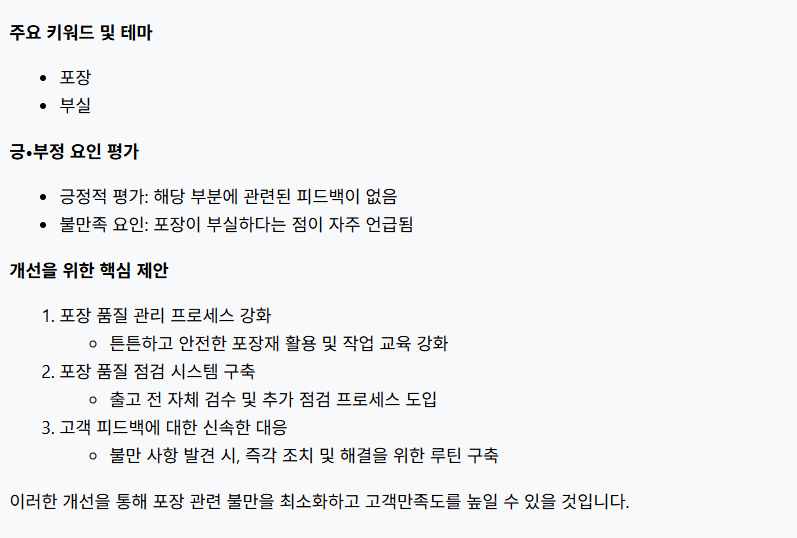 주요 키워드 및 테마
포장
부실
긍•부정 요인 평가
긍정적 평가: 해당 부분에 관련된 피드백이 없음
불만족 요인: 포장이 부실하다는 점이 자주 언급됨
개선을 위한 핵심 제안
1. 포장 품질 관리 프로세스 강화
튼튼하고 안전한 포장재 활용 및 작업 교육 강화
2. 포장 품질 점검 시스템 구축
출고 전 자체 검수 및 추가 점검 프로세스 도입
3. 고객 피드백에 대한 신속한 대응
불만 사항 발견 시, 즉각 조치 및 해결을 위한 루틴 구축
이러한 개선을 통해 포장 관련 불만을 최소화하고 고객만족도를 높일 수 있을 것입니다.